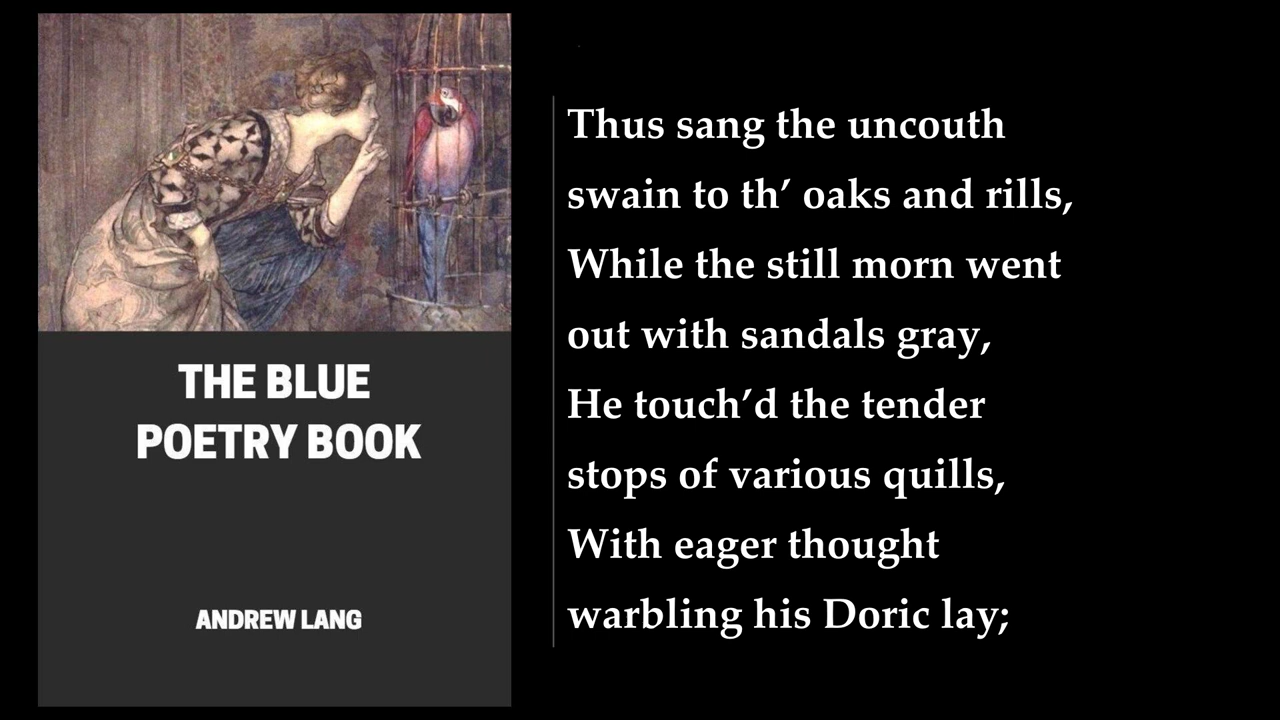 THE BLUE
POETRY BOOK
ANDREW LANG
Thus sang the uncouth
swain to th’ oaks and rills,
While the still morn went
out with sandals gray,
He touch’d the tender
stops of various quills,
With eager thought
warbling his Doric lay;